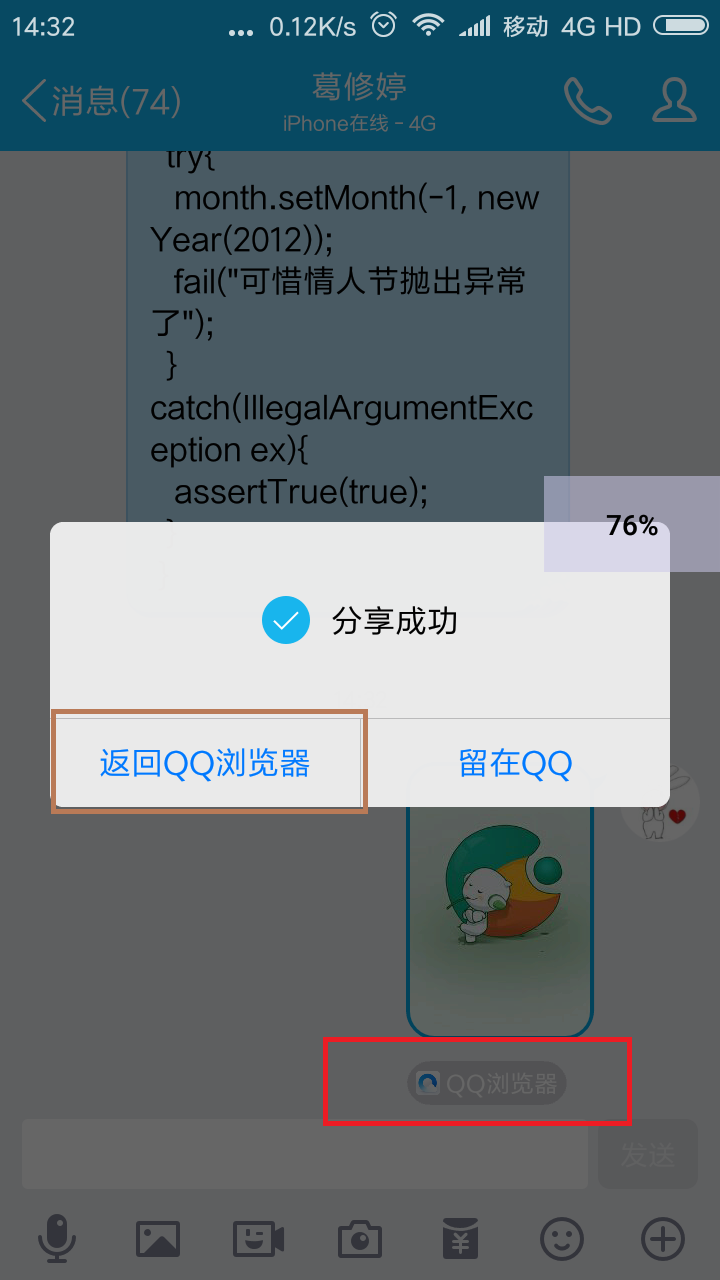 14:32 ... 0.12K/s 移动 4G HD
消息(74) 葛修婷
iPhone在线 - 4G
try{
month.setMonth(-1, new
Year(2012));
fail("可惜情人节抛出异常
了");
}
catch(IllegalArgumentExc
eption ex){
assertTrue(true);
}
76%
分享成功
返回QQ浏览器 留在QQ
QQ浏览器
发送